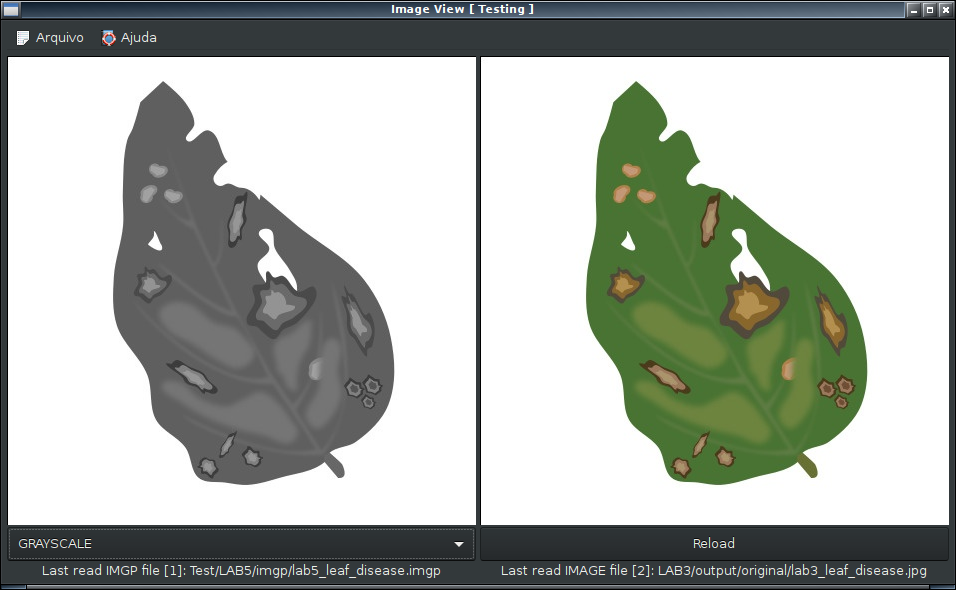 Image View [ Testing ]
Arquivo Ajuda
GRAYSCALE
Reload
Last read IMGP file [1]: Test/LAB5/imgp/lab5_leaf_disease.imgp
Last read IMAGE file [2]: LAB3/output/original/lab3_leaf_disease.jpg